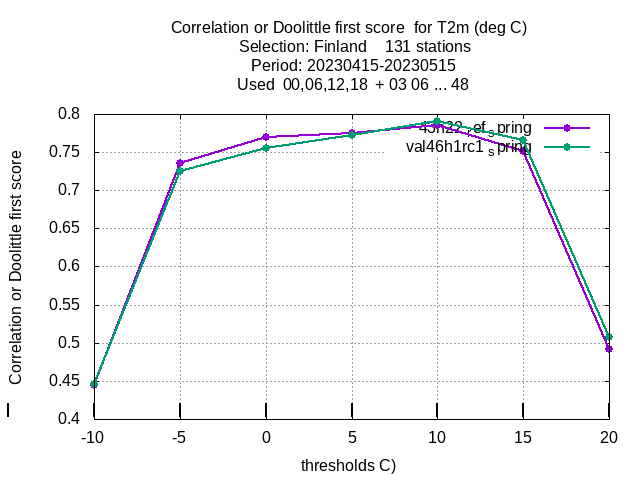 Correlation or Doolittle first score for T2m (deg C)
Selection: Finland 131 stations
Period: 20230415-20230515
Used 00,06,12,18 + 03 06 ... 48
Correlation or Doolittle first score
0.8
0.75
0.7
0.65
0.6
0.55
0.5
0.45
0.4
-10
-5
0
5
10
15
20
thresholds C)
43h22_ref_spring
val46h1rc1_spring